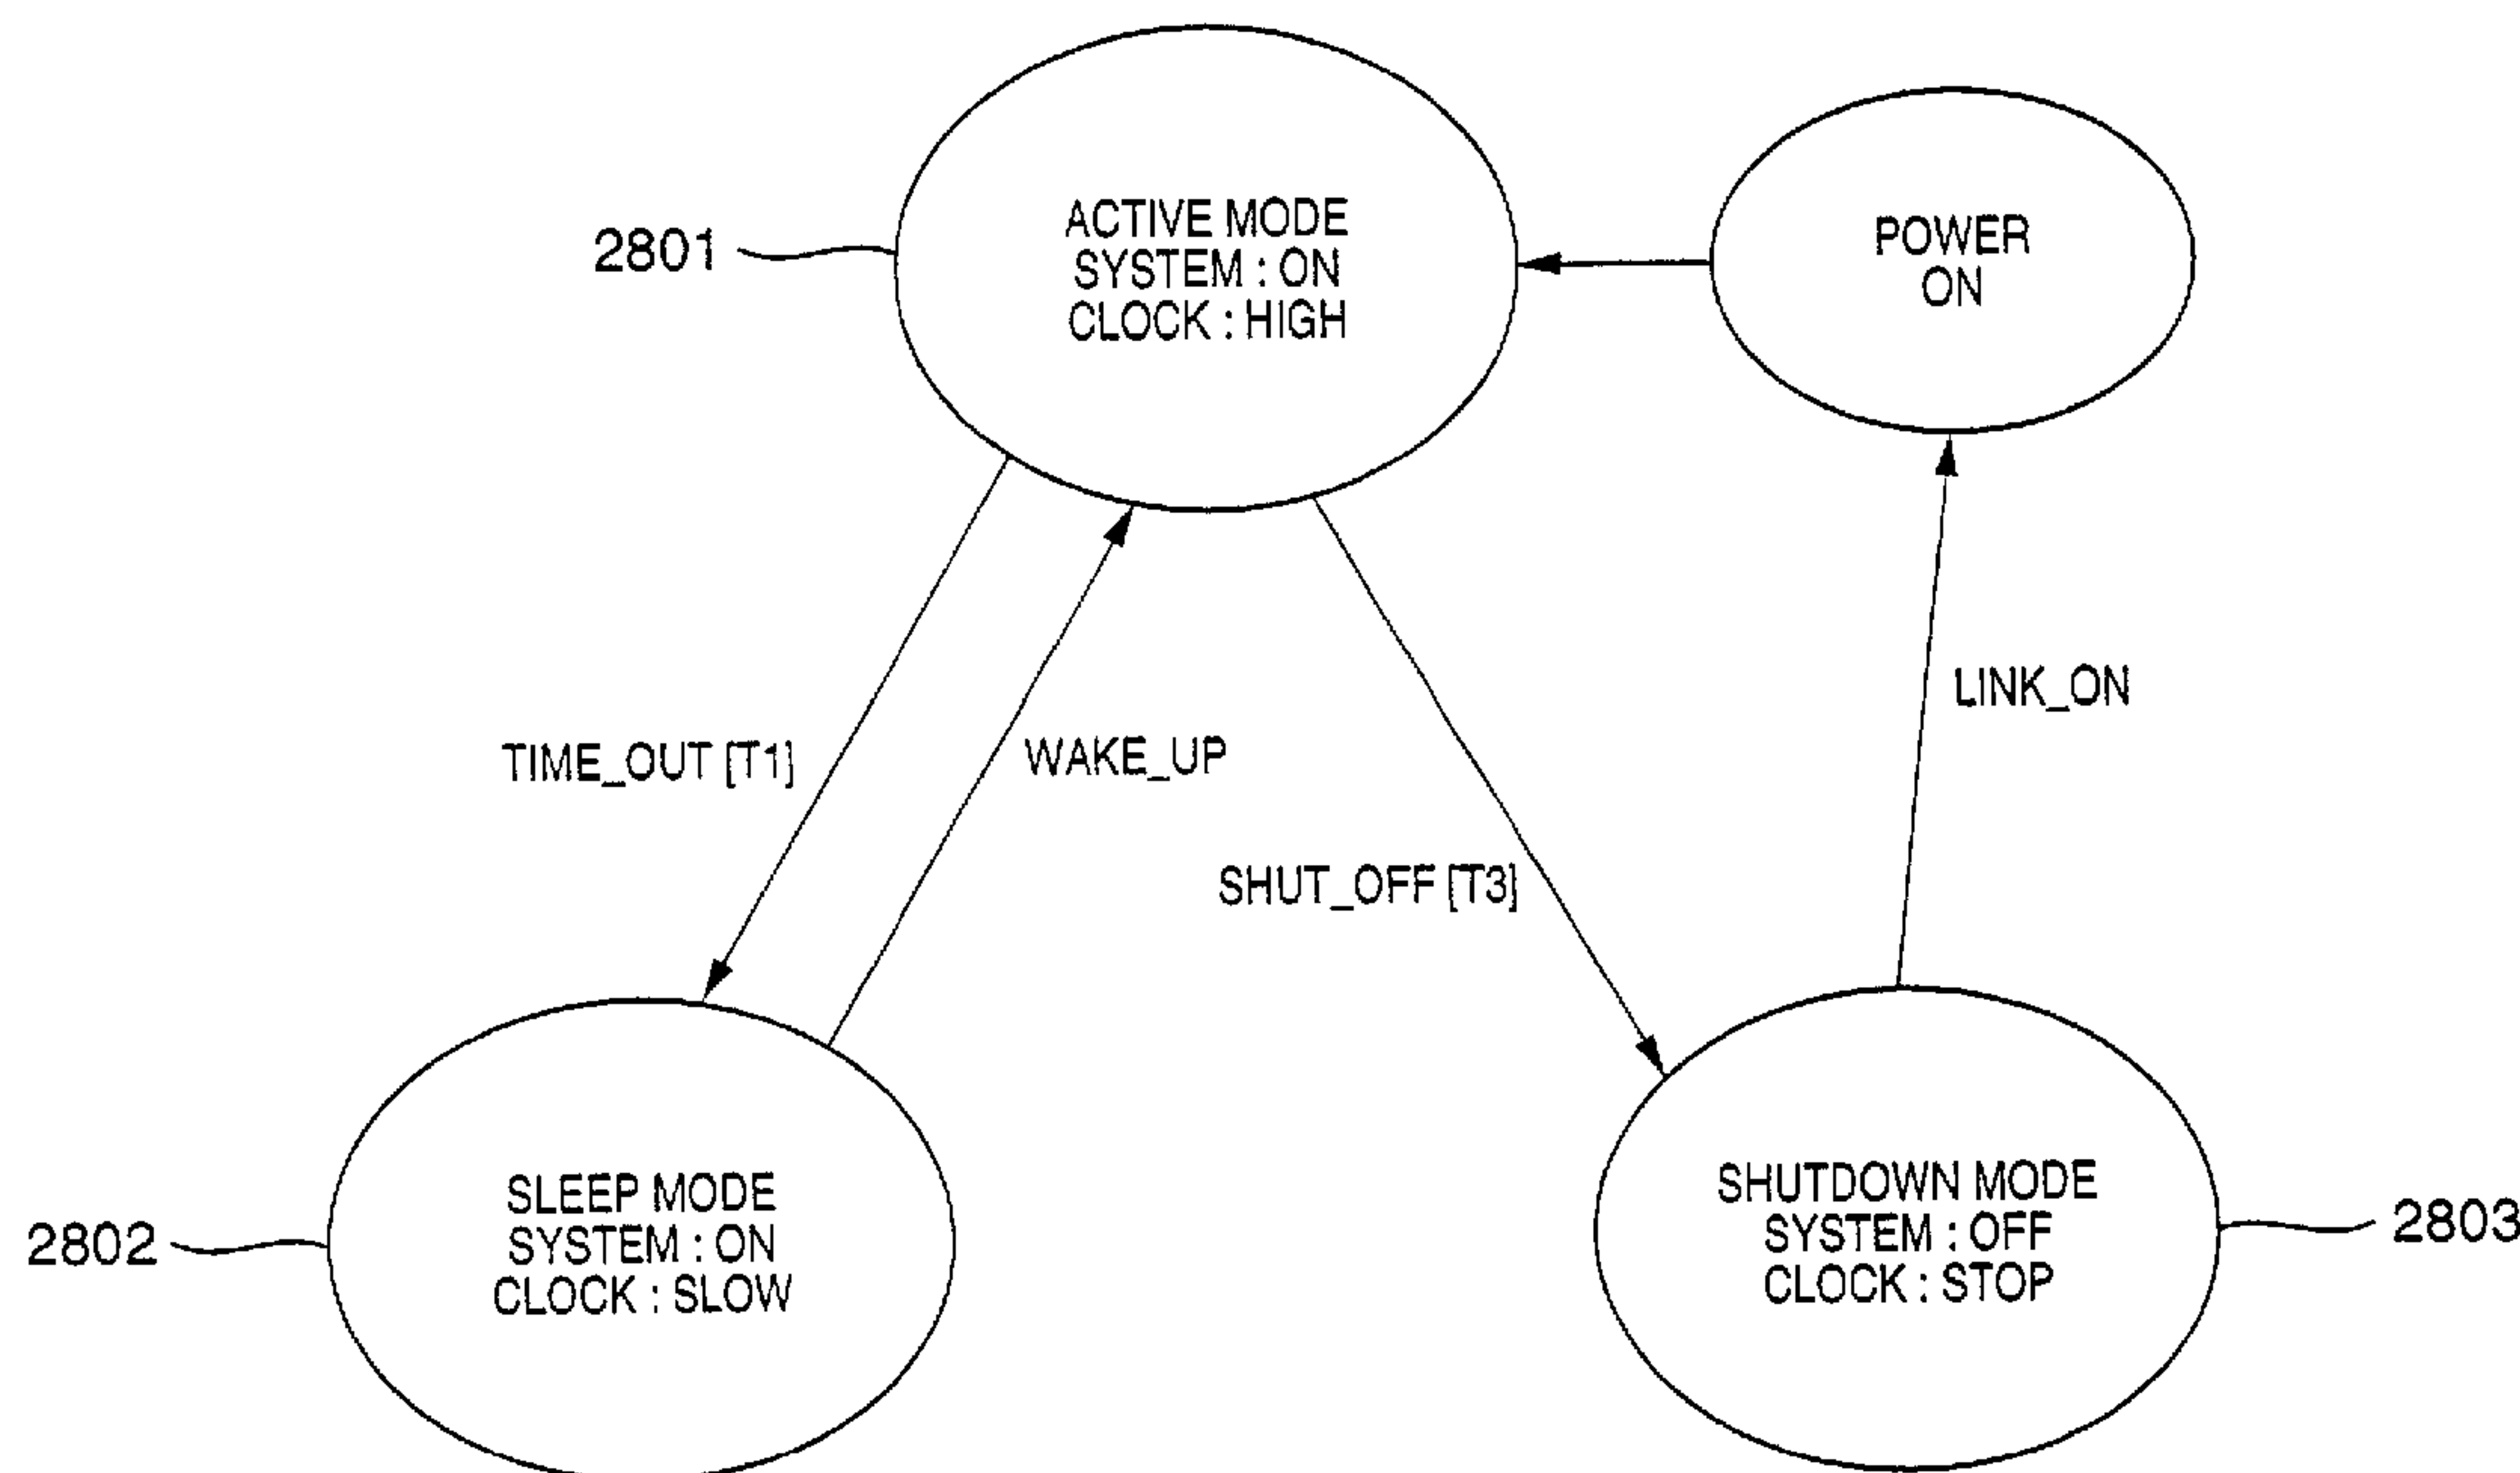 2801
ACTIVE MODE
SYSTEM : ON
CLOCK : HIGH
POWER
ON
TIME_OUT [T1]
WAKE_UP
SHUT_OFF [T3]
LINK_ON
2802
SLEEP MODE
SYSTEM : ON
CLOCK : SLOW
SHUTDOWN MODE
SYSTEM : OFF
CLOCK : STOP
2803